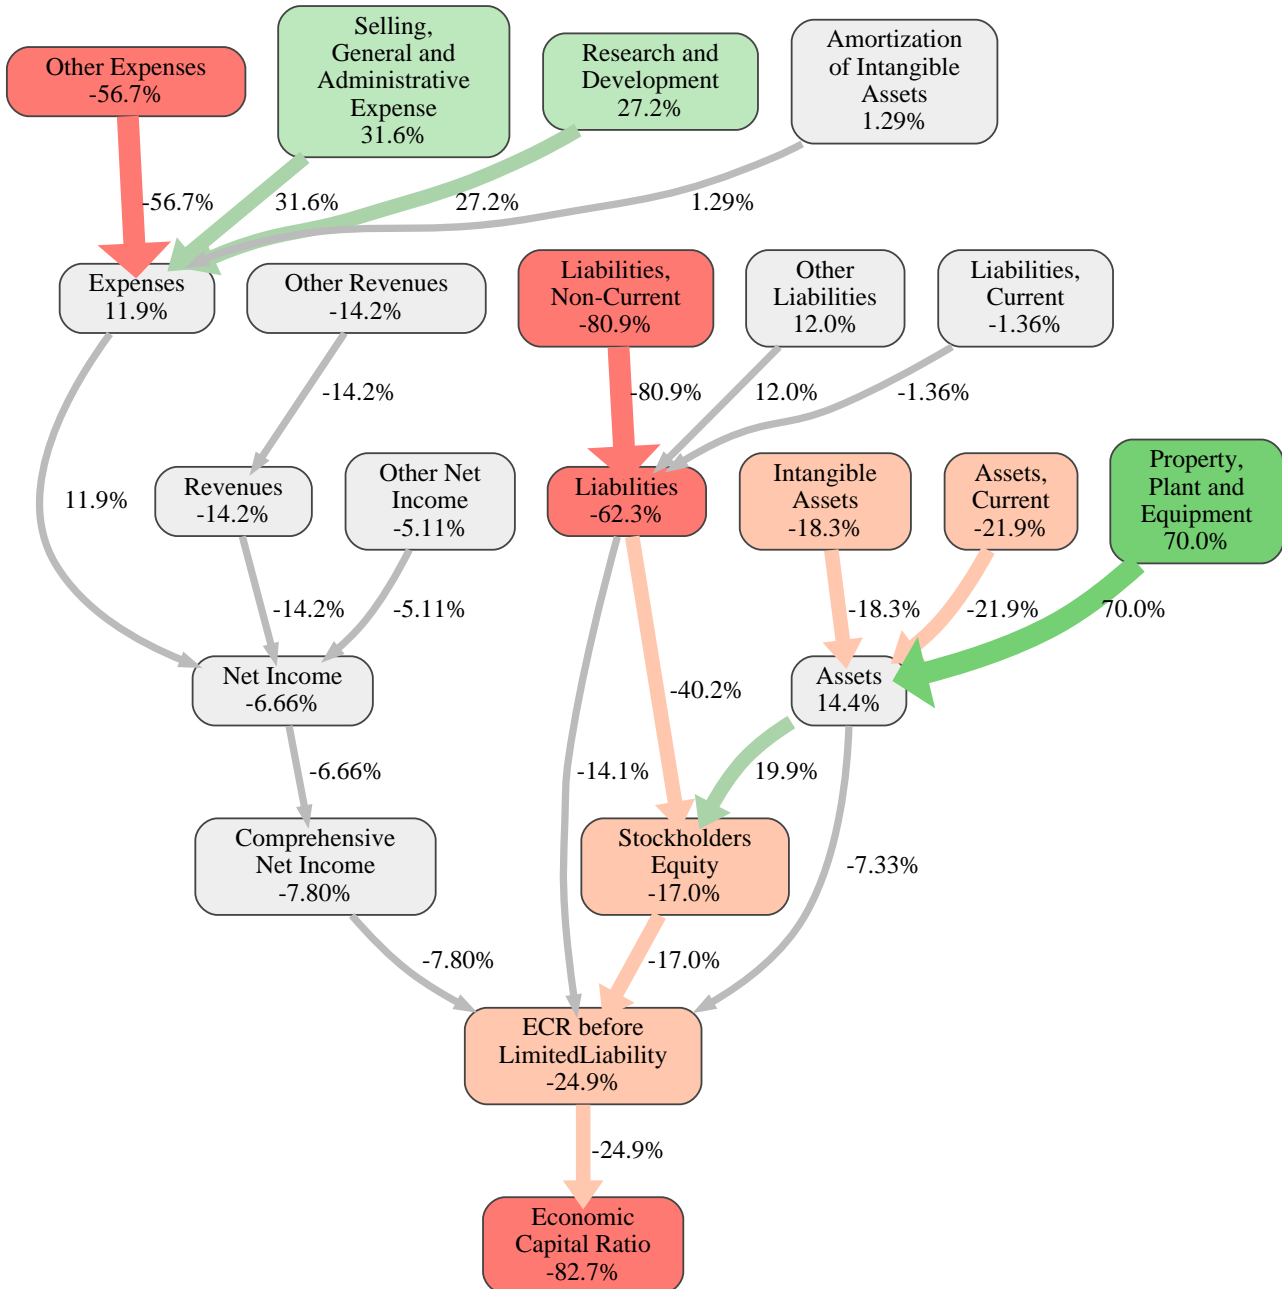 Other Expenses
-56.7%
Selling,
General and
Administrative
Expense
31.6%
Research and
Development
27.2%
Amortization
of Intangible
Assets
1.29%
-56.7%
31.6%
27.2%
1.29%
Expenses
11.9%
Other Revenues
-14.2%
Liabilities,
Non-Current
-80.9%
Other
Liabilities
12.0%
Liabilities,
Current
-1.36%
-14.2%
-80.9%
12.0%
-1.36%
11.9%
Revenues
-14.2%
Other Net
Income
-5.11%
Liabilities
-62.3%
Intangible
Assets
-18.3%
Assets,
Current
-21.9%
Property,
Plant and
Equipment
70.0%
-14.2%
-5.11%
-18.3%
-21.9%
70.0%
Net Income
-6.66%
-40.2%
Assets
14.4%
-6.66%
-14.1%
19.9%
Comprehensive
Net Income
-7.80%
Stockholders
Equity
-17.0%
-7.33%
-7.80%
-17.0%
ECR before
LimitedLiability
-24.9%
-24.9%
Economic
Capital Ratio
-82.7%